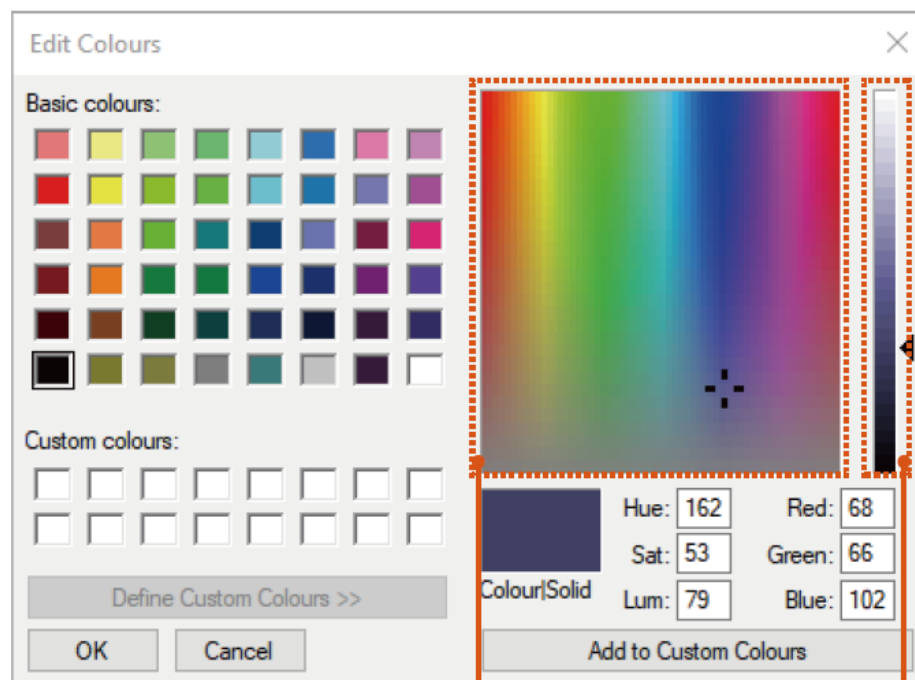 Edit Colours
Basic colours:
Custom colours:
Define Custom Colours >>
OK Cancel
Colour|Solid
Hue: 162 Red: 68
Sat: 53 Green: 66
Lum: 79 Blue: 102
Add to Custom Colours